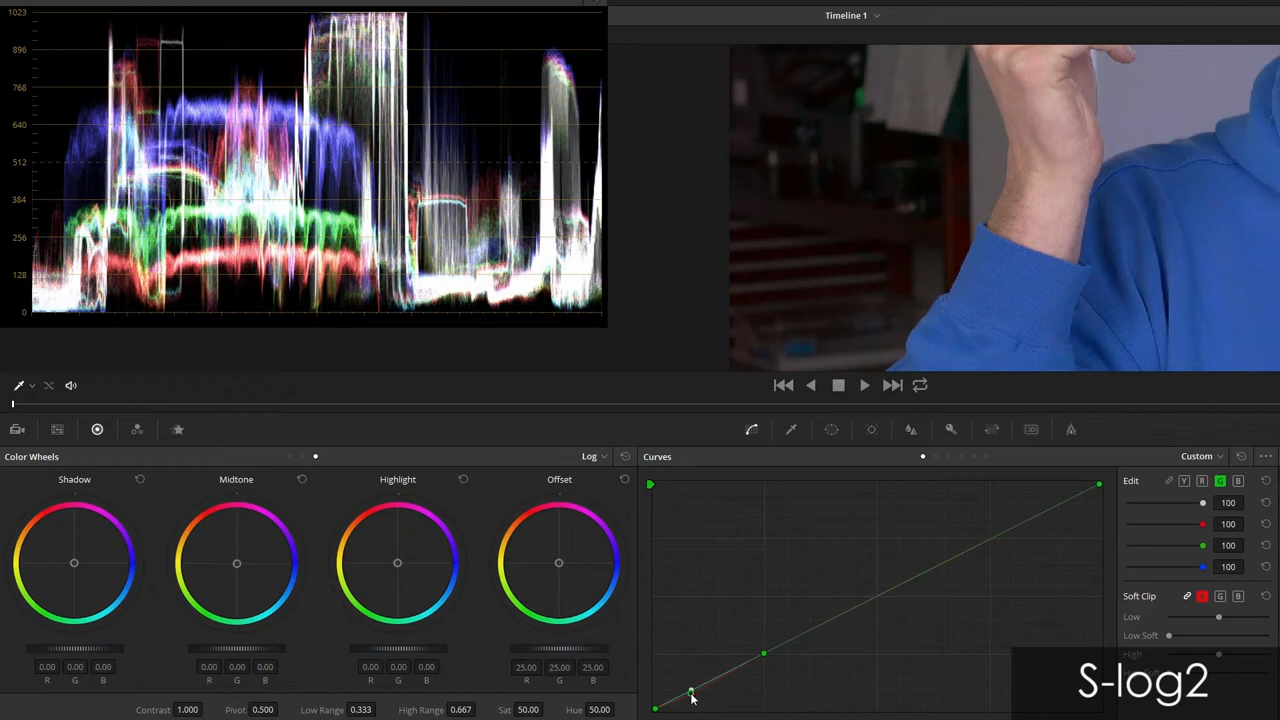 1023
Timeline 1
896
768
640
512
384
256
128
0
Color Wheels
Log
Curves
Custom
Shadow
Midtone
Highlight
Offset
Edit
Y R G B
100
100
100
100
Soft Clip
R G B
Low
Low Soft
High
0.00 0.00 0.00
0.00 0.00 0.00
0.00 0.00 0.00
25.00 25.00 25.00
R G B
R G B
R G B
R G B
Contrast 1.000 Pivot 0.500 Low Range 0.333 High Range 0.667 Sat 50.00 Hue 50.00
S-log2